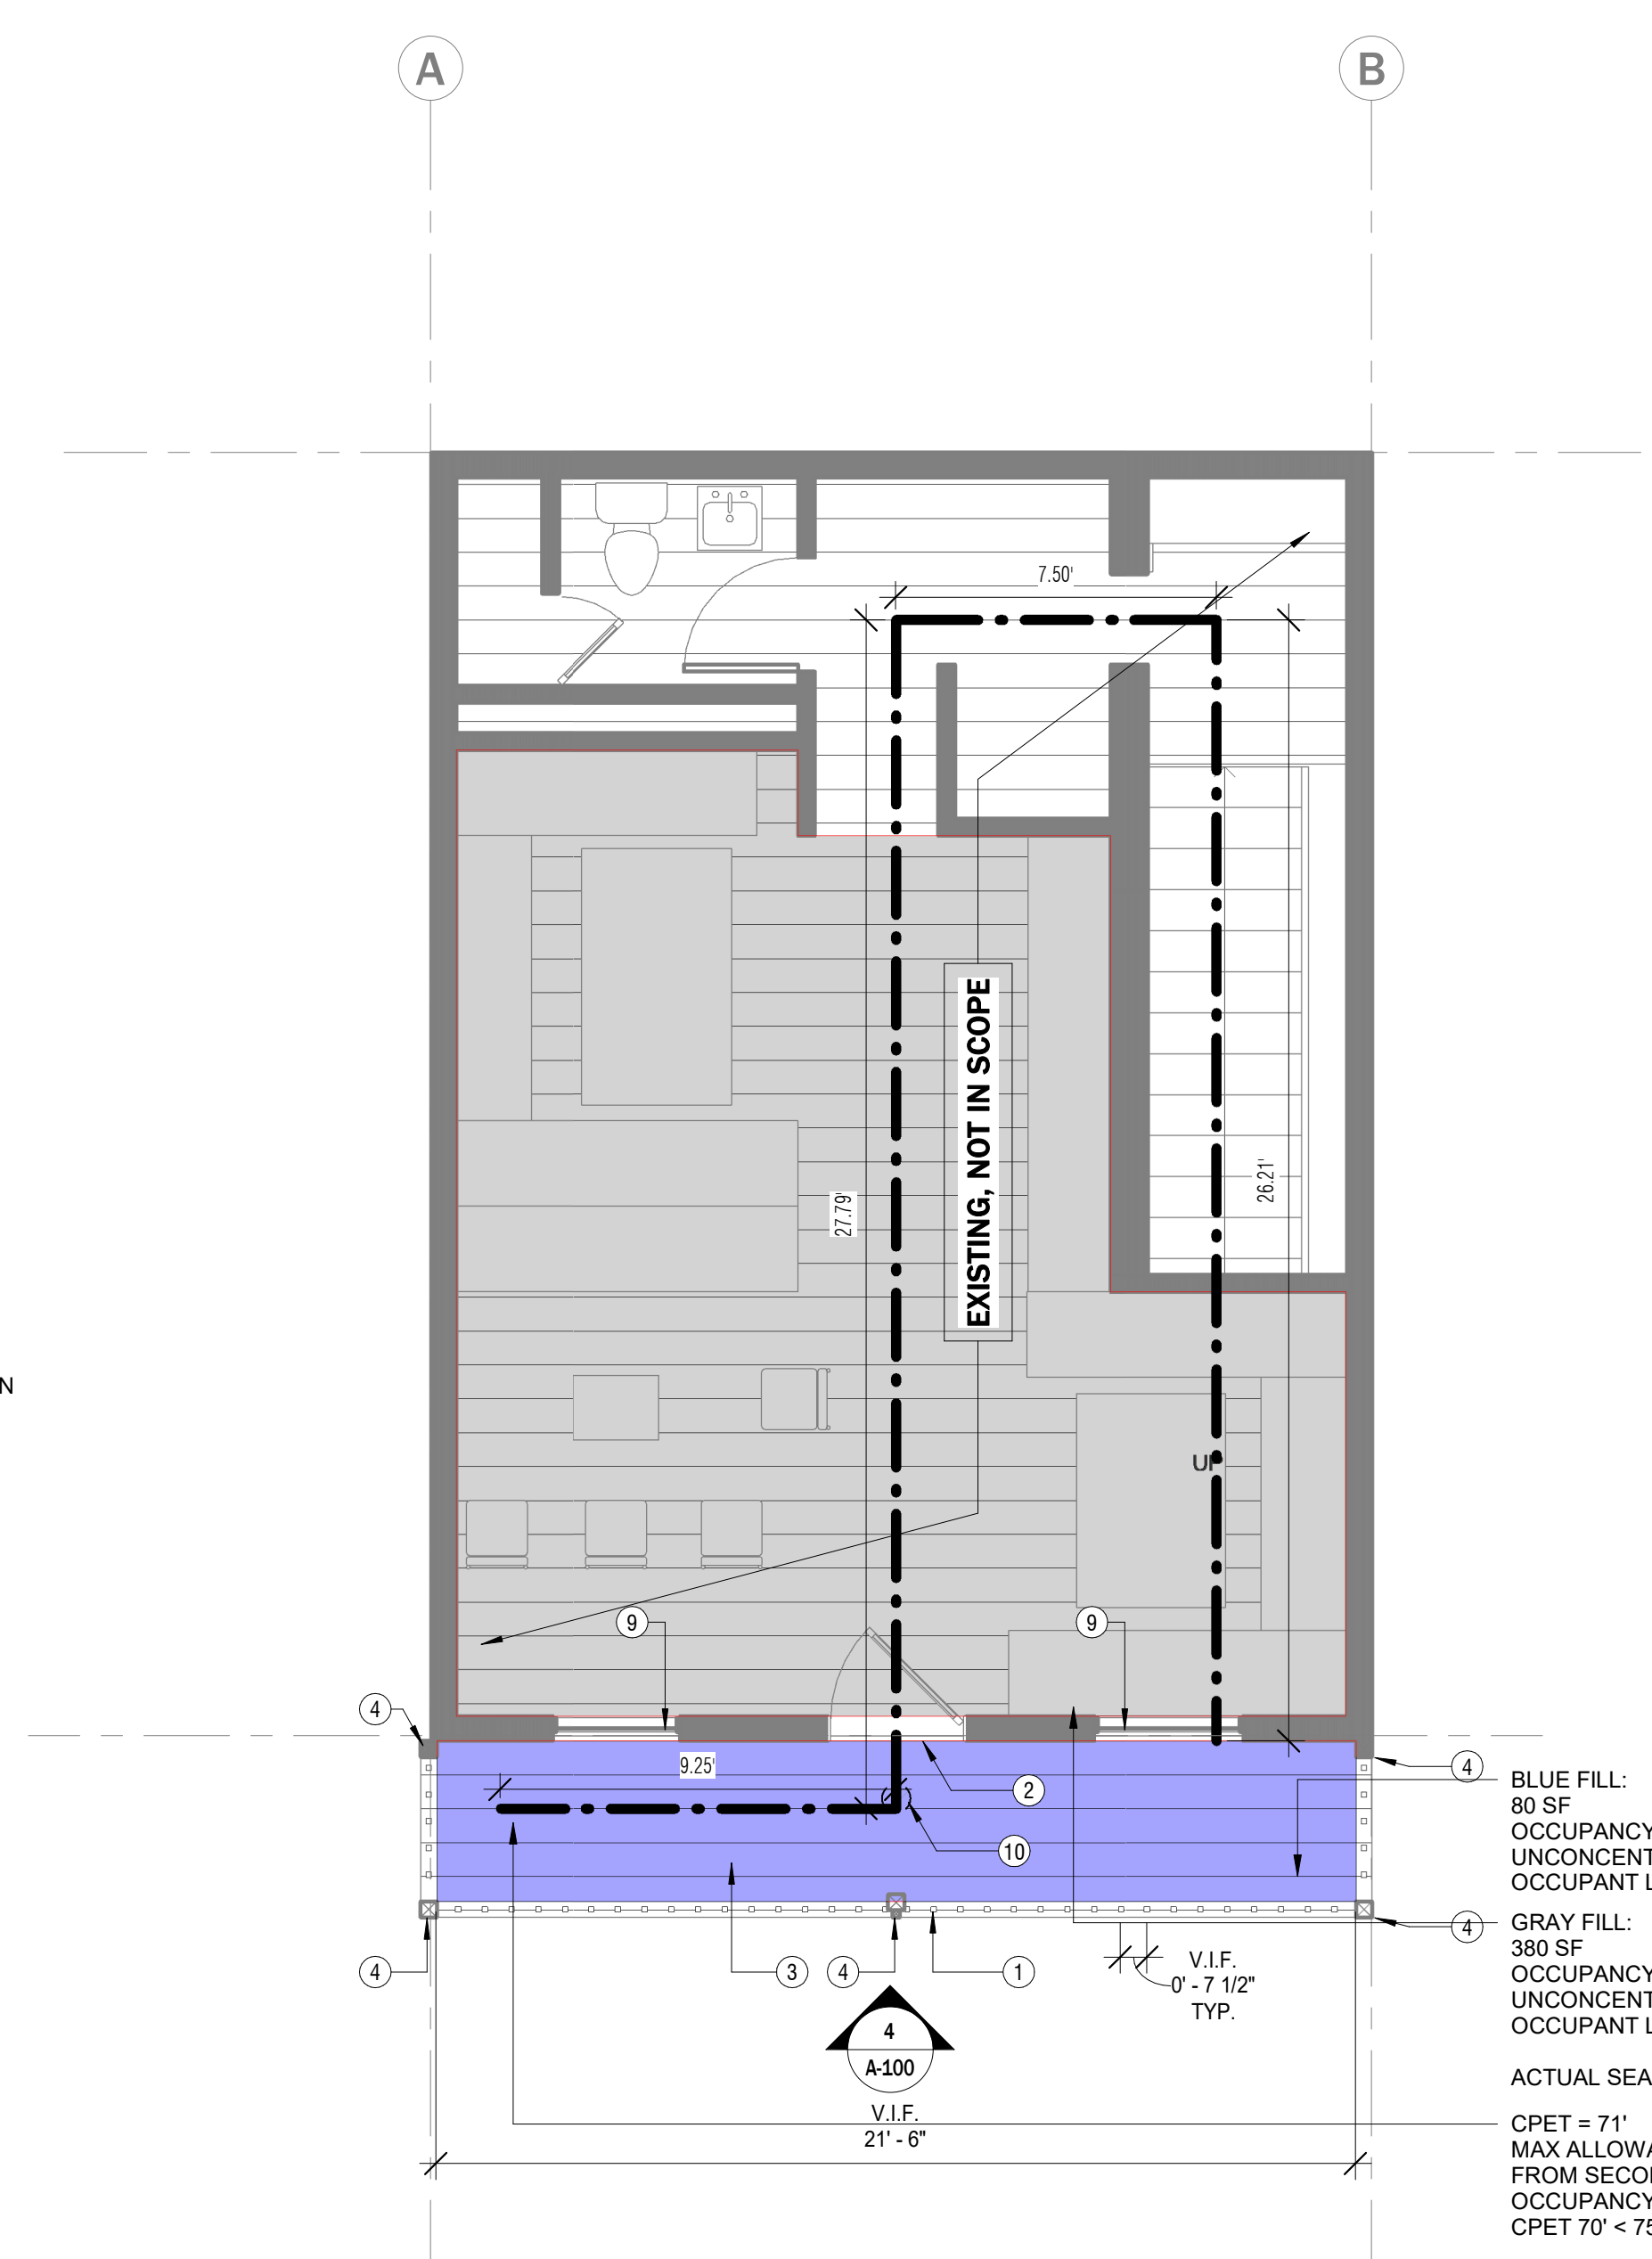 A
B
7.50'
EXISTING, NOT IN SCOPE
27.79'
26.21'
UP
9
9
4
9.25'
2
4
10
BLUE FILL:
80 SF
OCCUPANCY
UNCONCENT
OCCUPANT L
N
GRAY FILL:
380 SF
OCCUPANCY
UNCONCENT
OCCUPANT L
4
4
3
4
1
V.I.F.
0' - 7 1/2"
TYP.
4
A-100
ACTUAL SEA
V.I.F.
21' - 6"
CPET = 71'
MAX ALLOWA
FROM SECO
OCCUPANCY
CPET 70' < 75